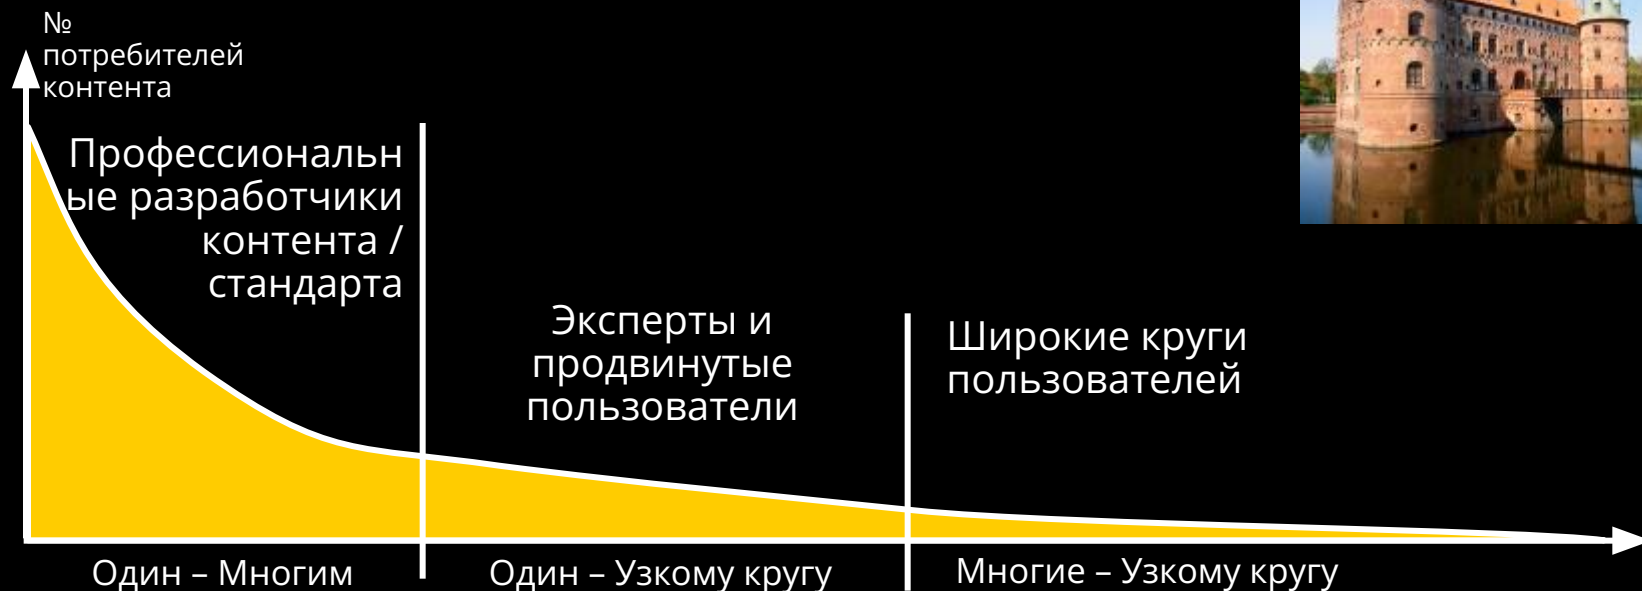 №
потребителей
контента
Профессиональн
ые разработчики
контента /
стандарта
Эксперты и
продвинутые
пользователи
Широкие круги
пользователей
Один – Многим
Один – Узкому кругу
Многие – Узкому кругу